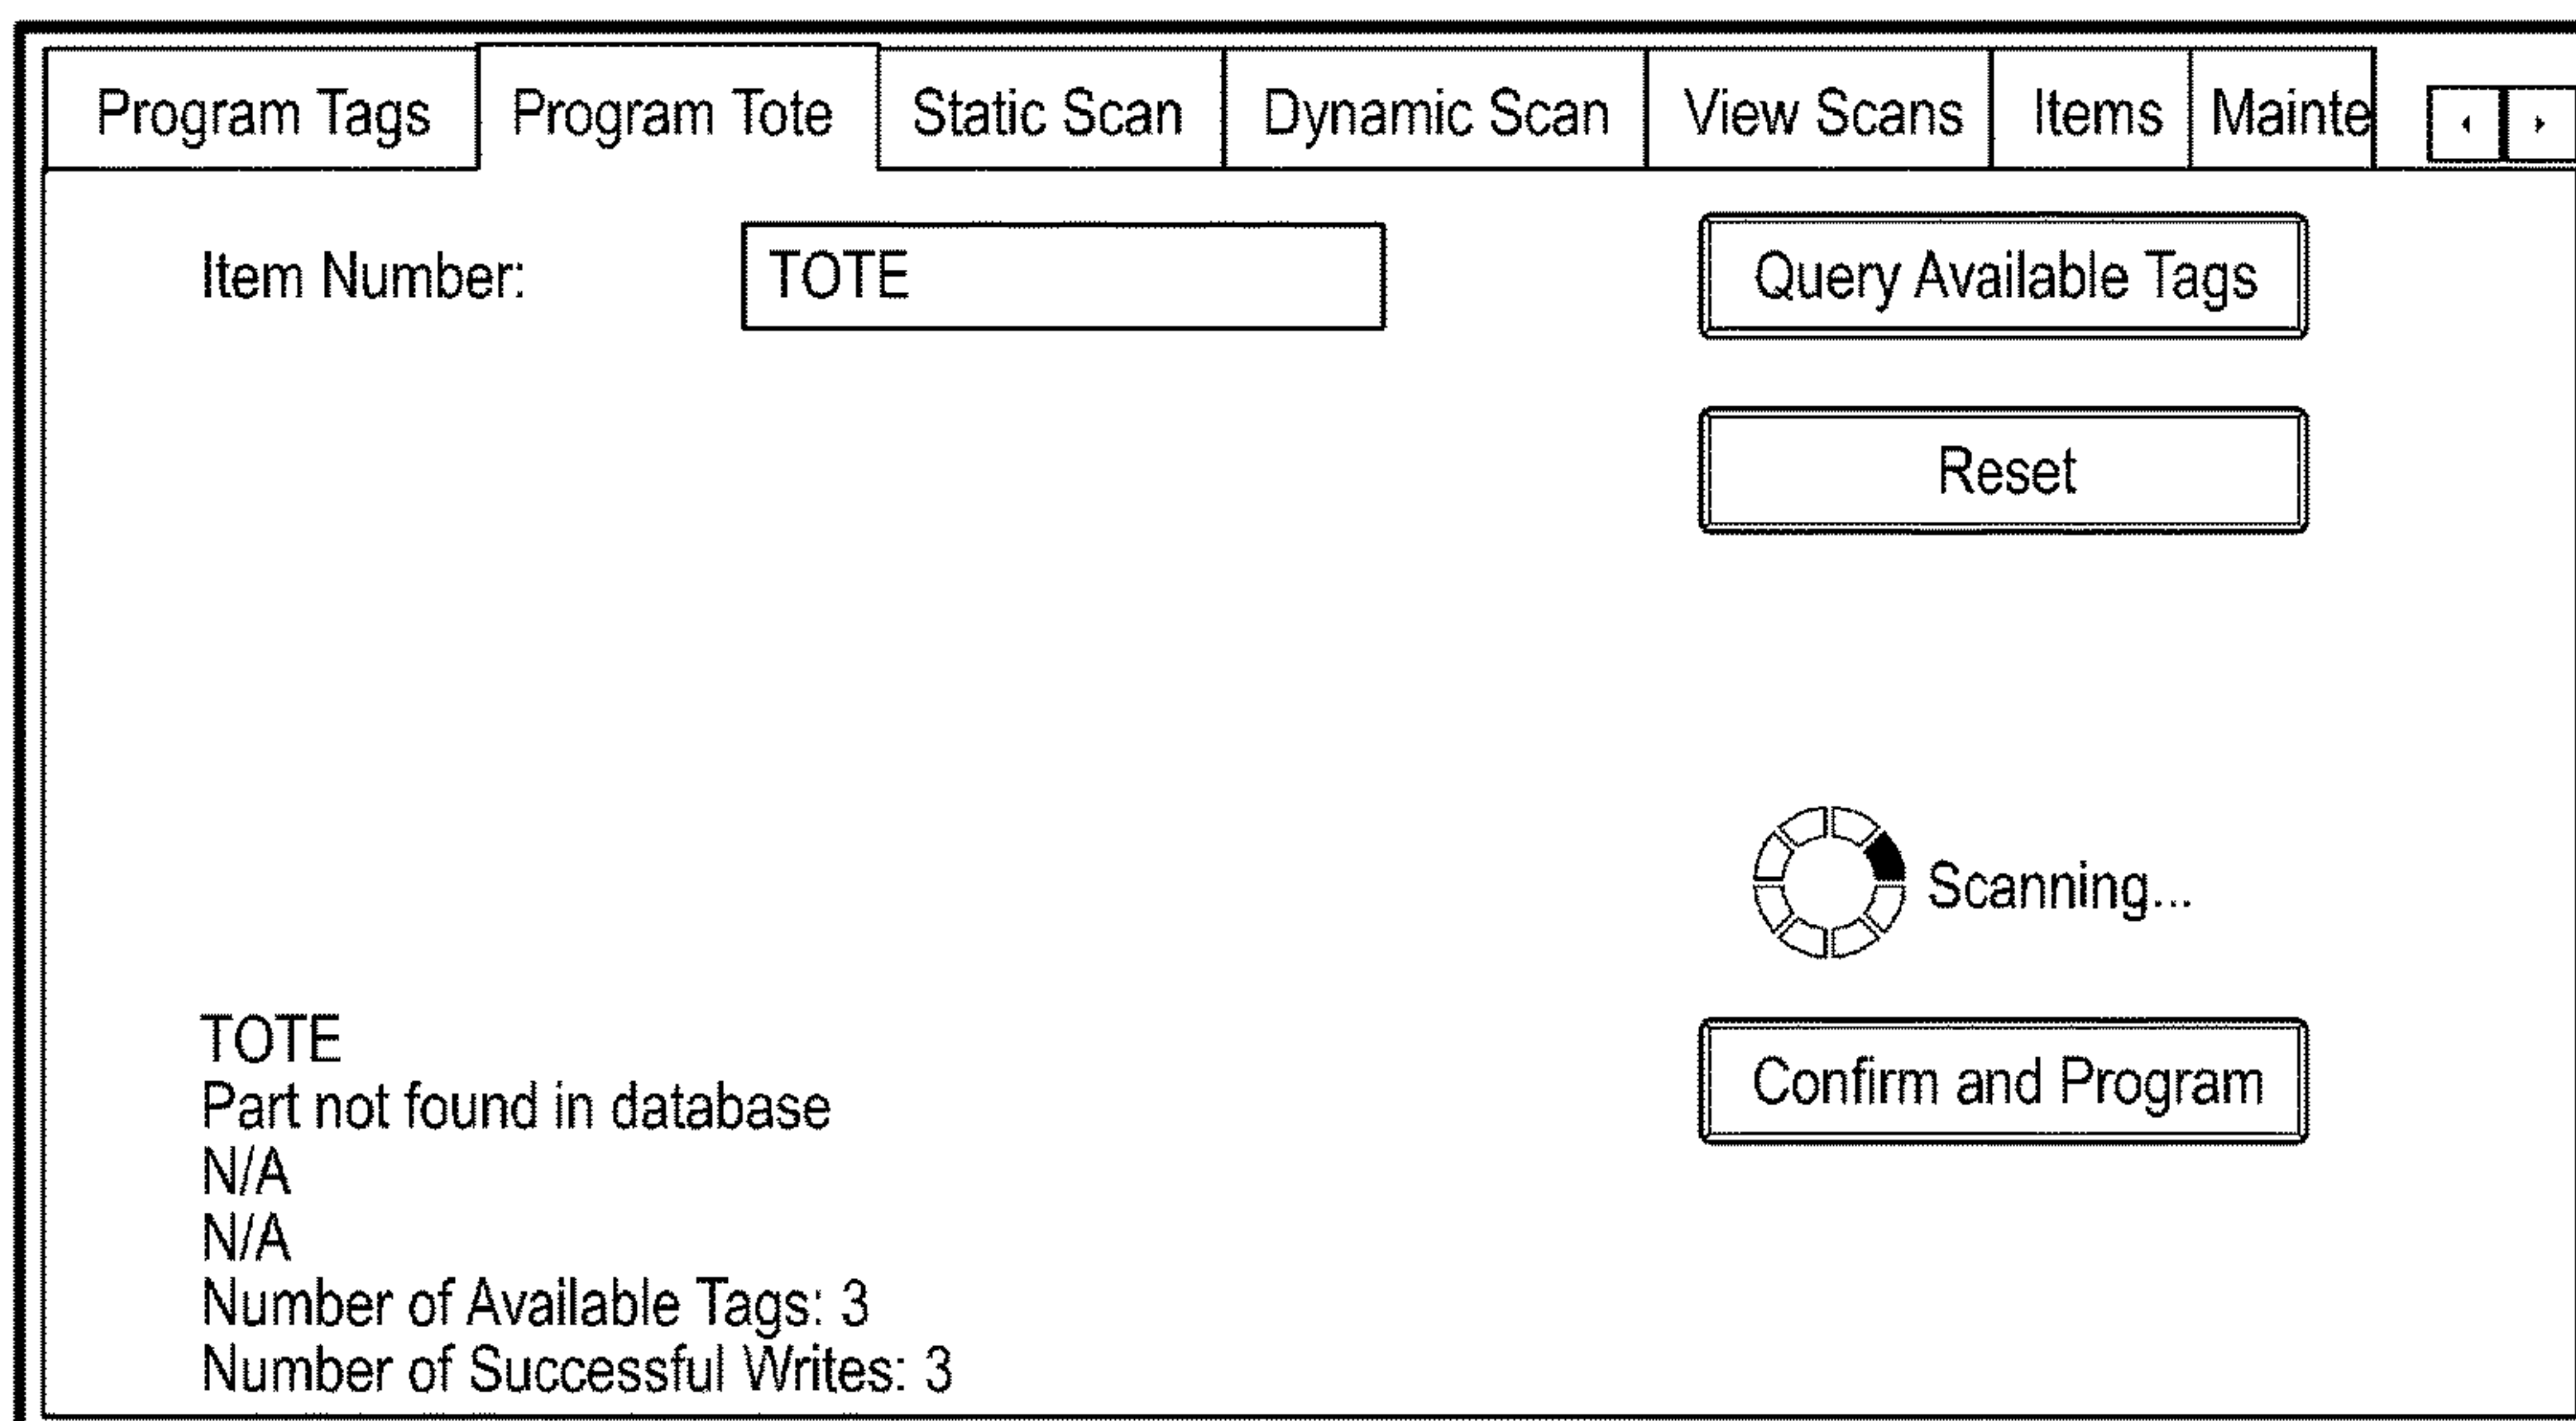 Program Tags Program Tote Static Scan Dynamic Scan View Scans Items Mainte
Item Number: TOTE Query Available Tags
Reset
Scanning...
TOTE
Confirm and Program
Part not found in database
N/A
N/A
Number of Available Tags: 3
Number of Successful Writes: 3